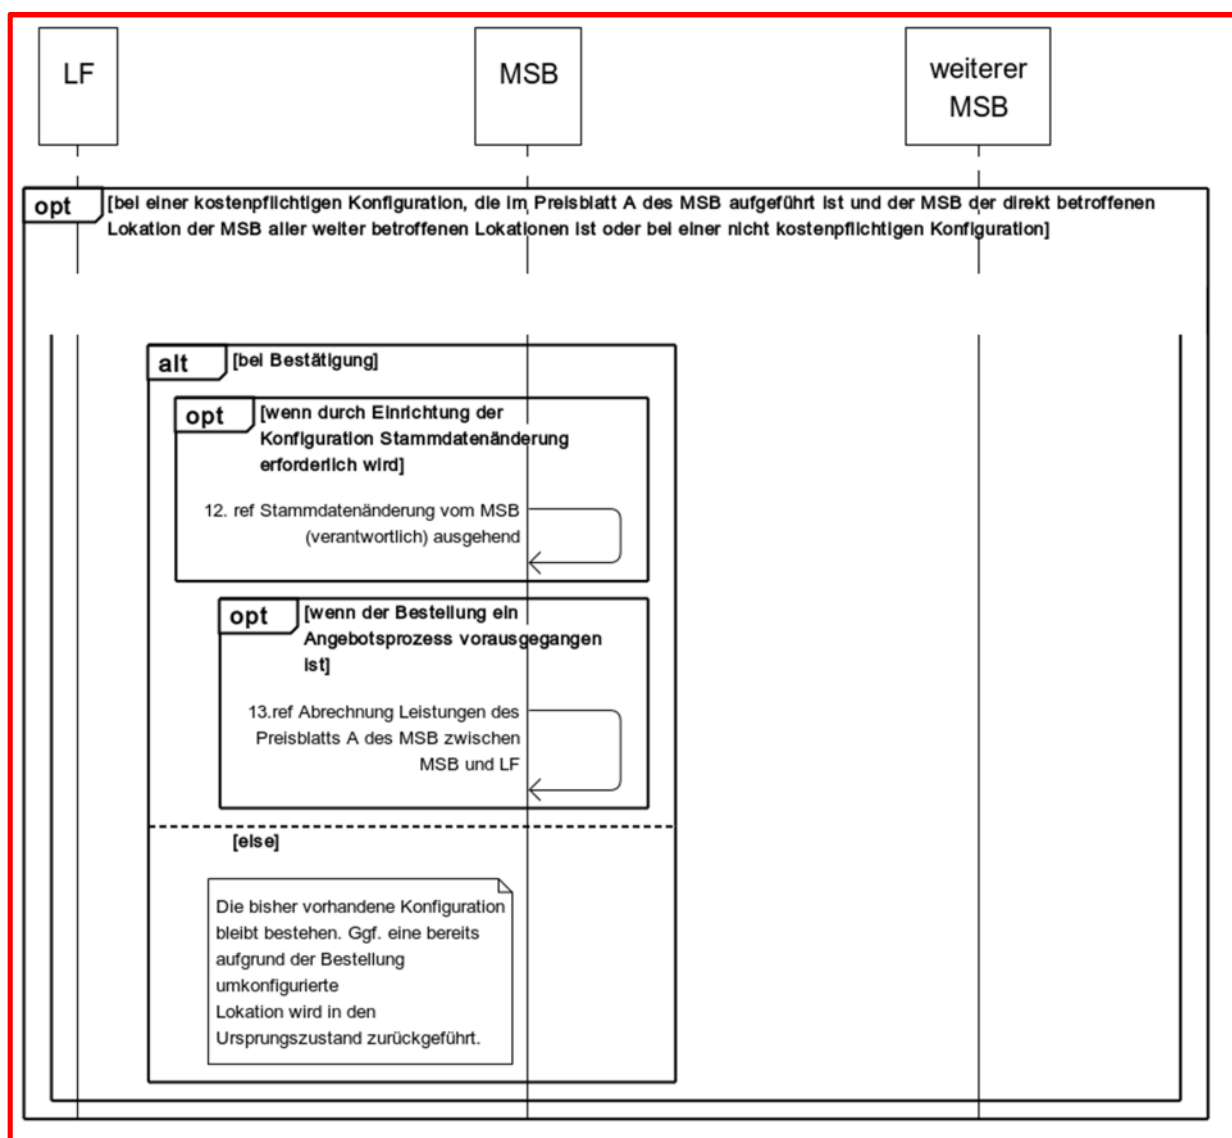 LF
MSB
weiterer
MSB
opt
[bei einer kostenpflichtigen Konfiguration, die im Preisblatt A des MSB aufgeführt ist und der MSB der direkt betroffenen
Lokation der MSB aller weiter betroffenen Lokationen ist oder bei einer nicht kostenpflichtigen Konfiguration]
alt
[bei Bestätigung]
opt
[wenn durch Einrichtung der
Konfiguration Stammdatenänderung
erforderlich wird]
12. ref Stammdatenänderung vom MSB
(verantwortlich) ausgehend
opt
[wenn der Bestellung ein
Angebotsprozess vorausgegangen
ist]
13.ref Abrechnung Leistungen des
Preisblatts A des MSB zwischen
MSB und LF
[else]
Die bisher vorhandene Konfiguration
bleibt bestehen. Ggf. eine bereits
aufgrund der Bestellung
umkonfigurierte
Lokation wird in den
Ursprungszustand zurückgeführt.